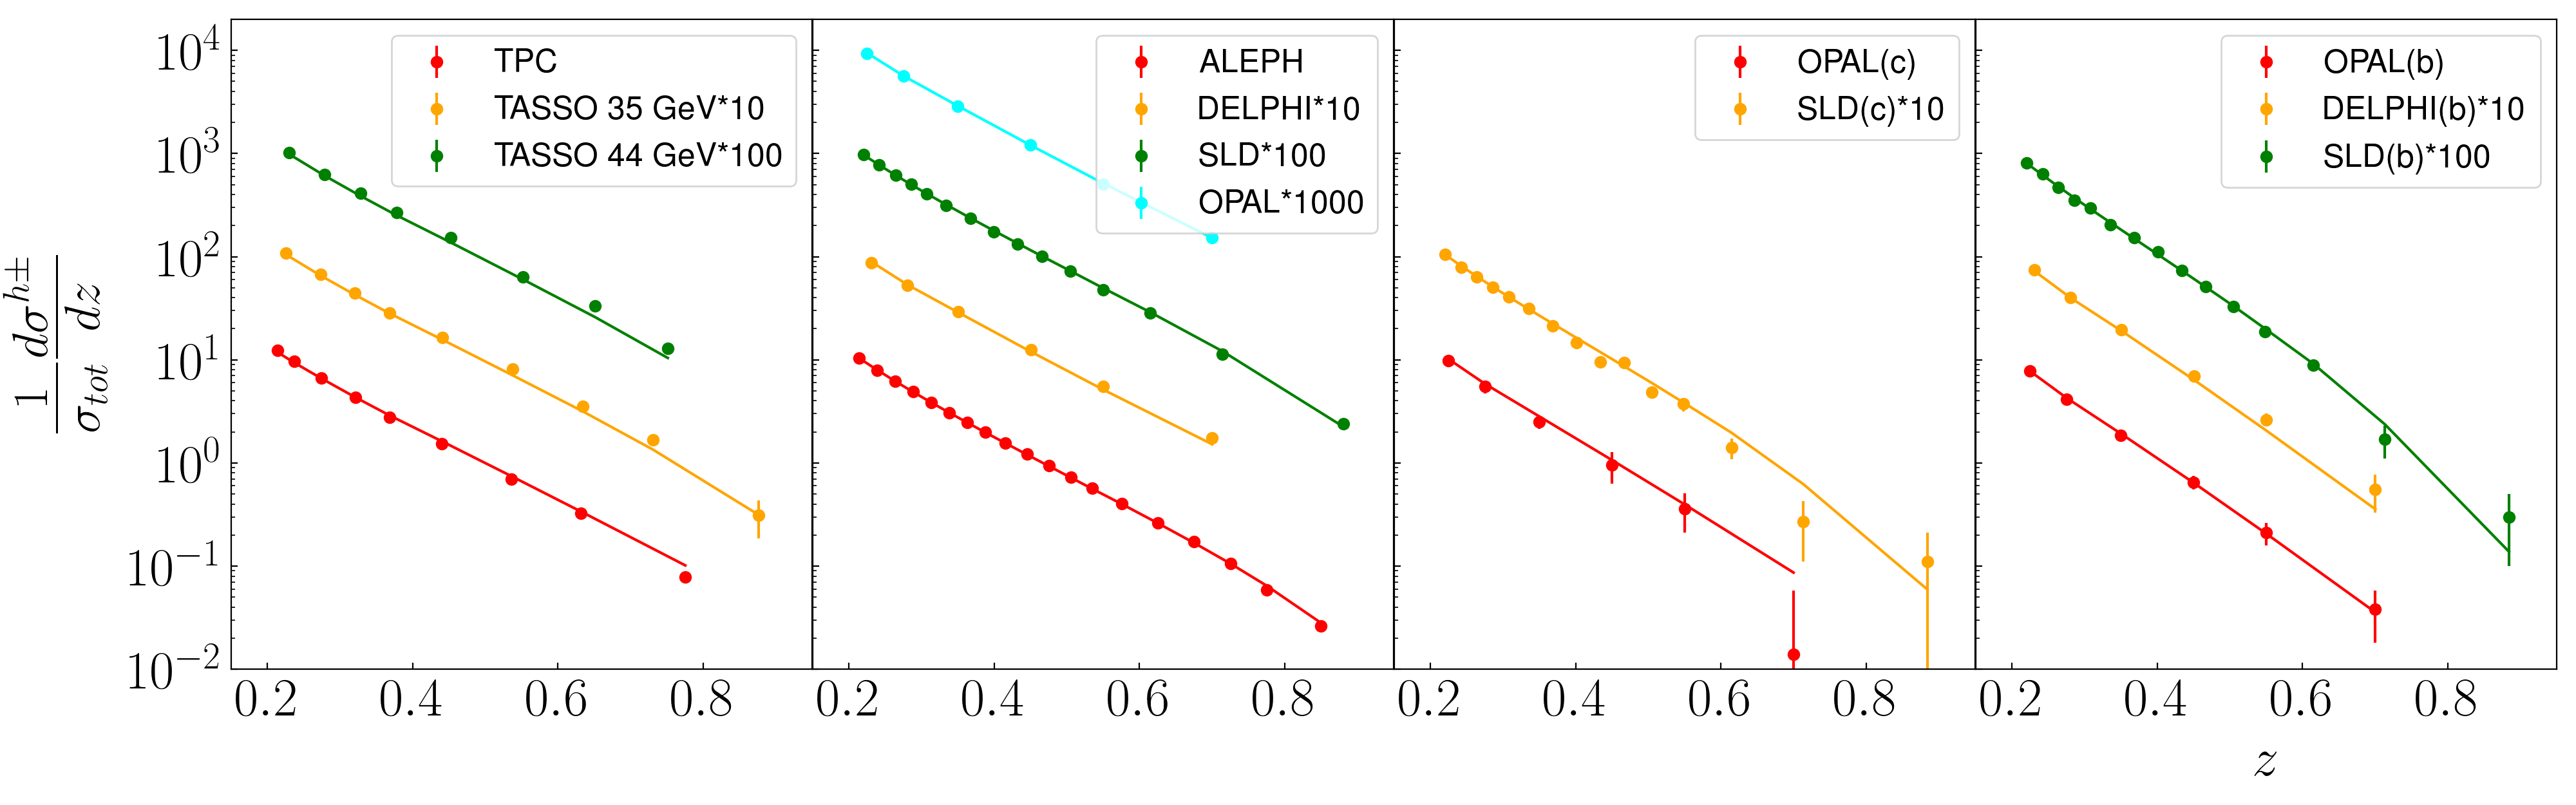 1 dσ^{h±}
σ_{tot} dz
10^4
10^3
10^2
10^1
10^0
10^{−1}
10^{−2}
TPC
TASSO 35 GeV*10
TASSO 44 GeV*100
ALEPH
DELPHI*10
SLD*100
OPAL*1000
OPAL(c)
SLD(c)*10
OPAL(b)
DELPHI(b)*10
SLD(b)*100
0.2 0.4 0.6 0.8 0.2 0.4 0.6 0.8 0.2 0.4 0.6 0.8 0.2 0.4 0.6 0.8
z